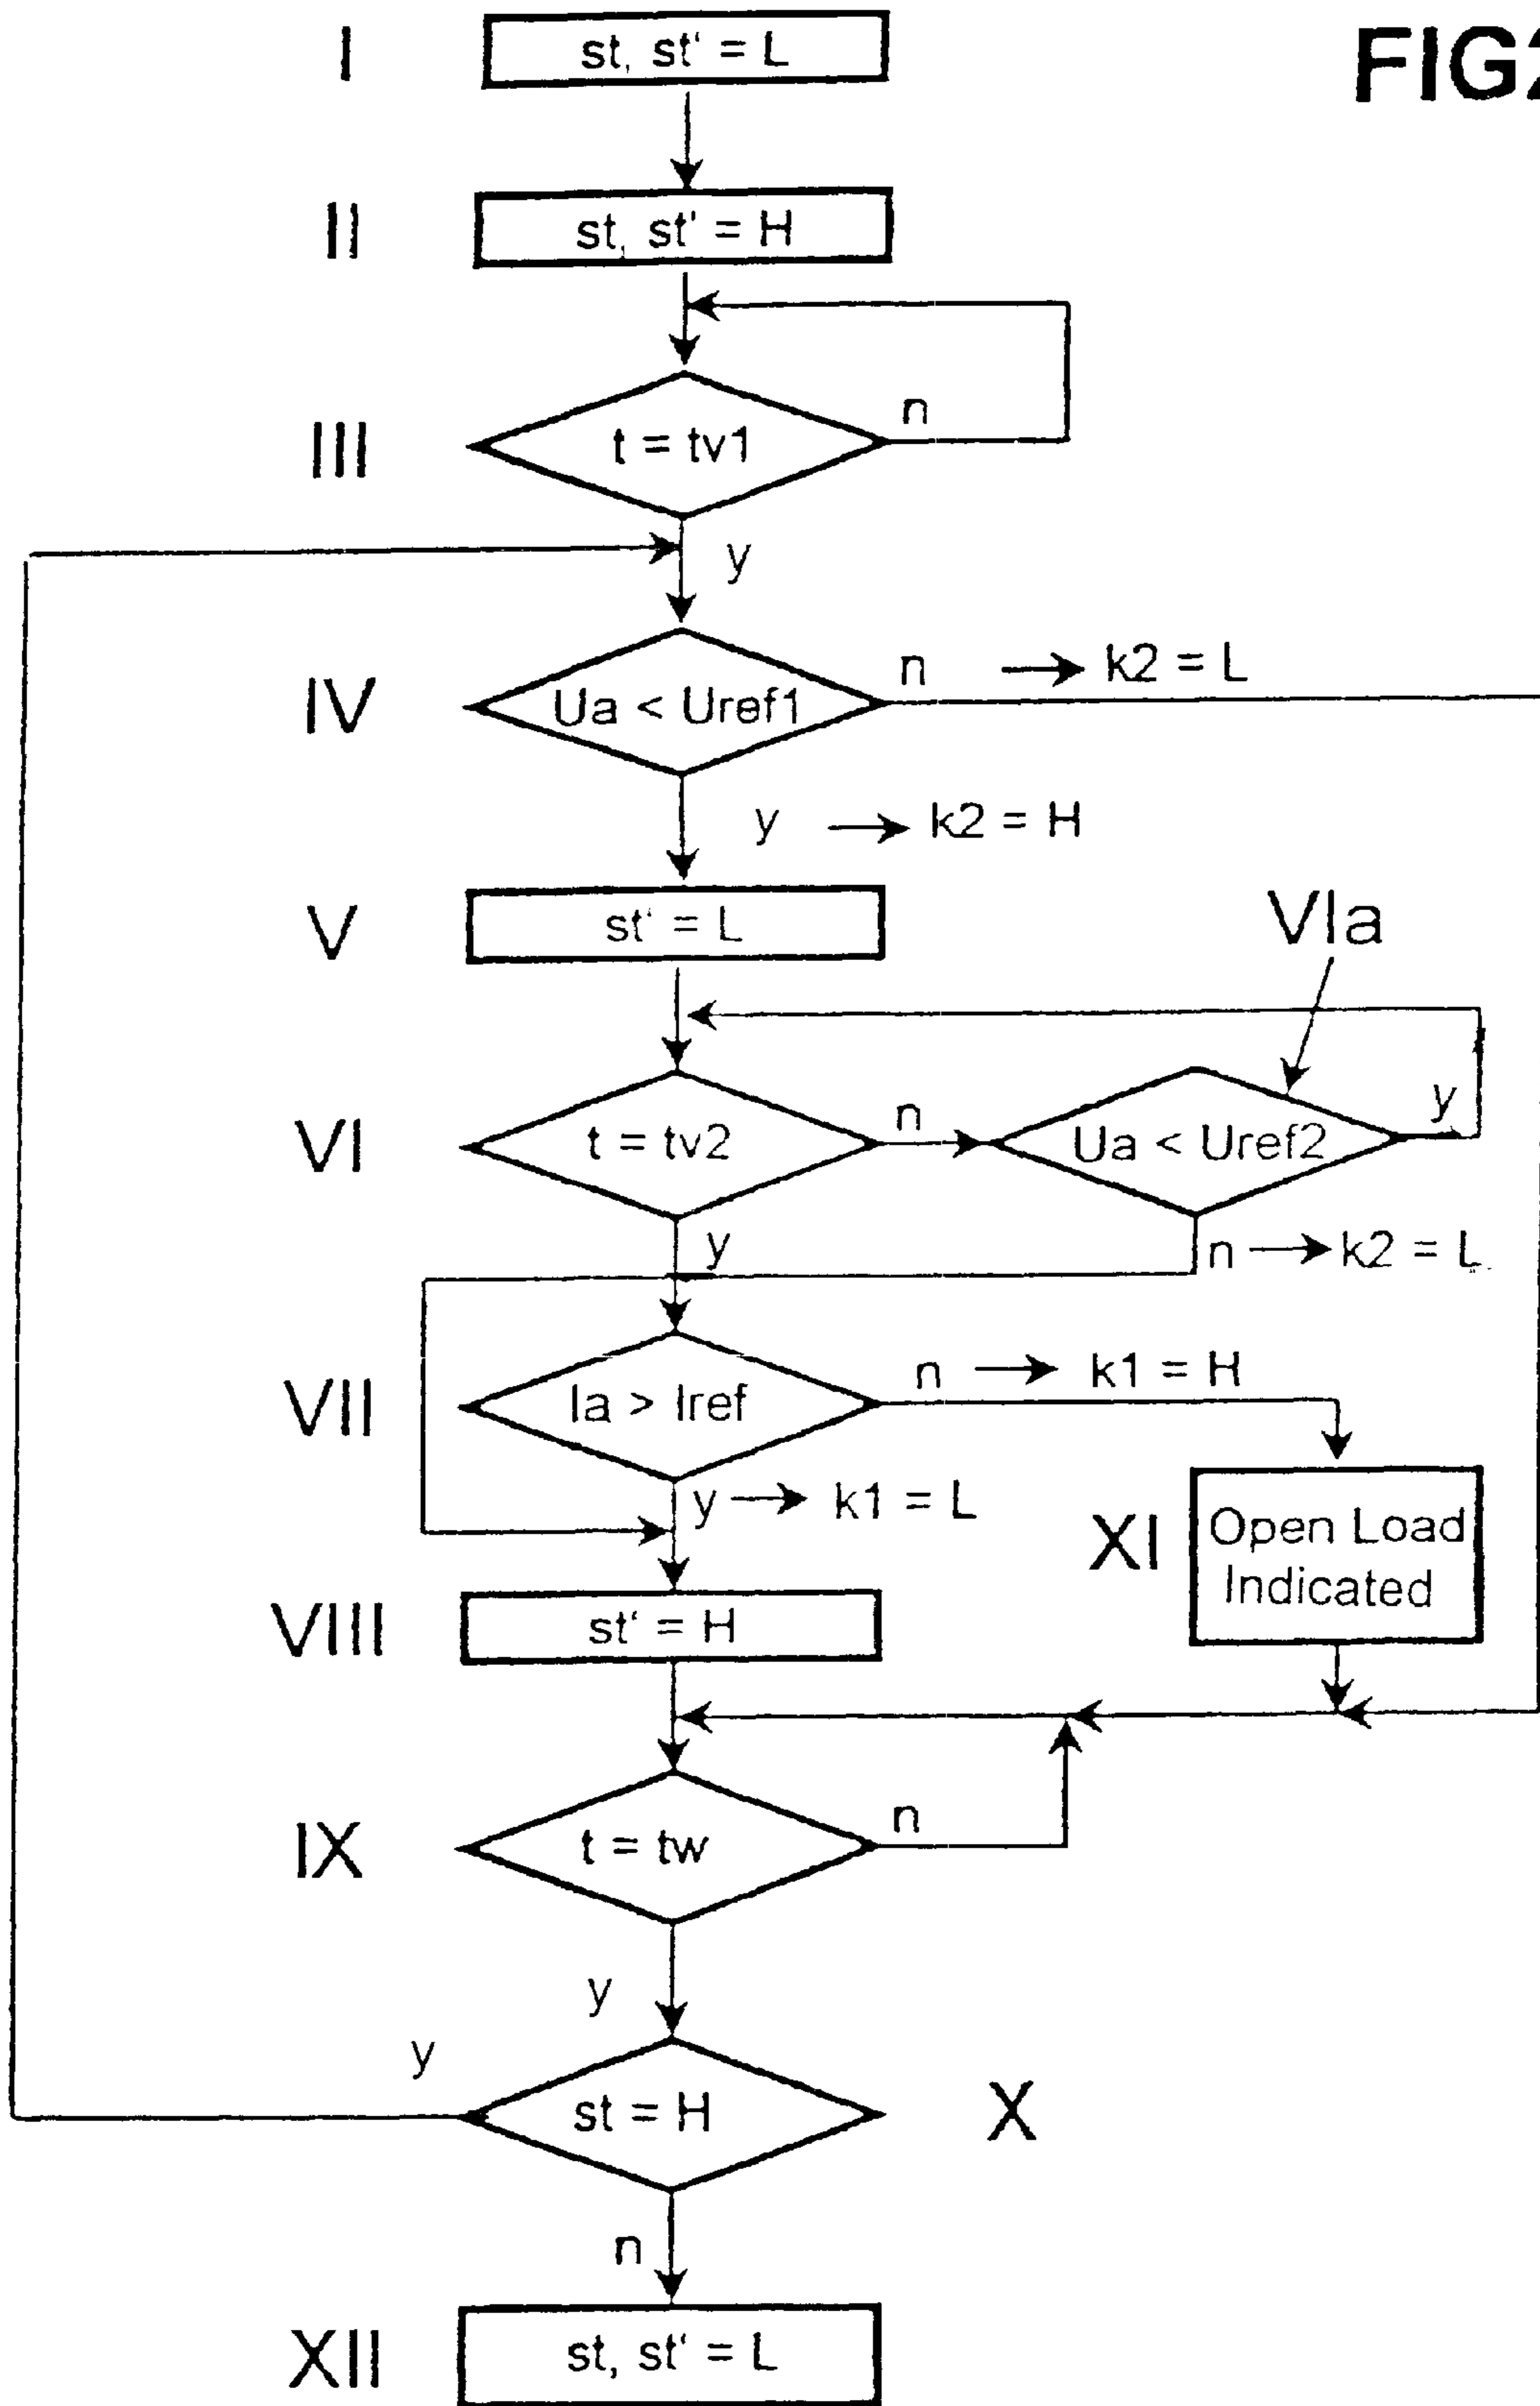 FIG2
I
st, st' = L
II
st, st' = H
III
t = tv1
n
y
IV
Ua < Uref1
n → k2 = L
y → k2 = H
V
st' = L
VIa
VI
t = tv2
n
Ua < Uref2
y
y
n → k2 = L
VII
Ia > Iref
n → k1 = H
y → k1 = L
XI
Open Load
Indicated
VIII
st' = H
IX
t = tw
n
y
y
st = H
X
n
XII
st, st' = L